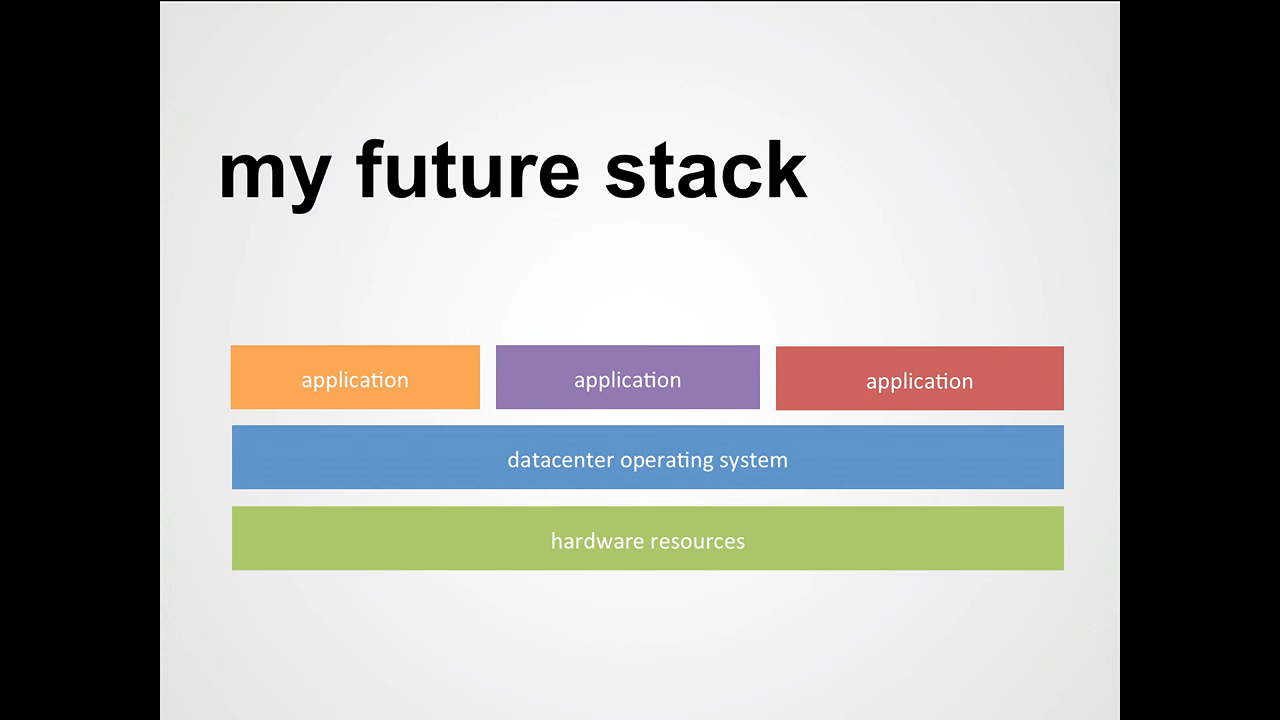 my future stack
application
application
application
datacenter operating system
hardware resources